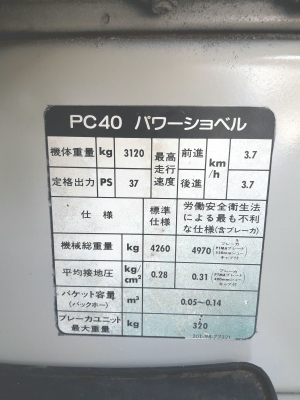 PC40 パワーショベル
機体重量 kg 3120 最高走行速度 前進 km/h 3.7
定格出力 PS 37 後進 3.7
仕様 標準仕様 労働安全衛生法による最も不利な仕様(含ブレーカ)
機械総重量 kg 4260 4970
平均接地圧 kg/cm² 0.28 0.31
バケット容量(バックホー) m³ 0.05~0.14
ブレーカユニット最大重量 kg 320